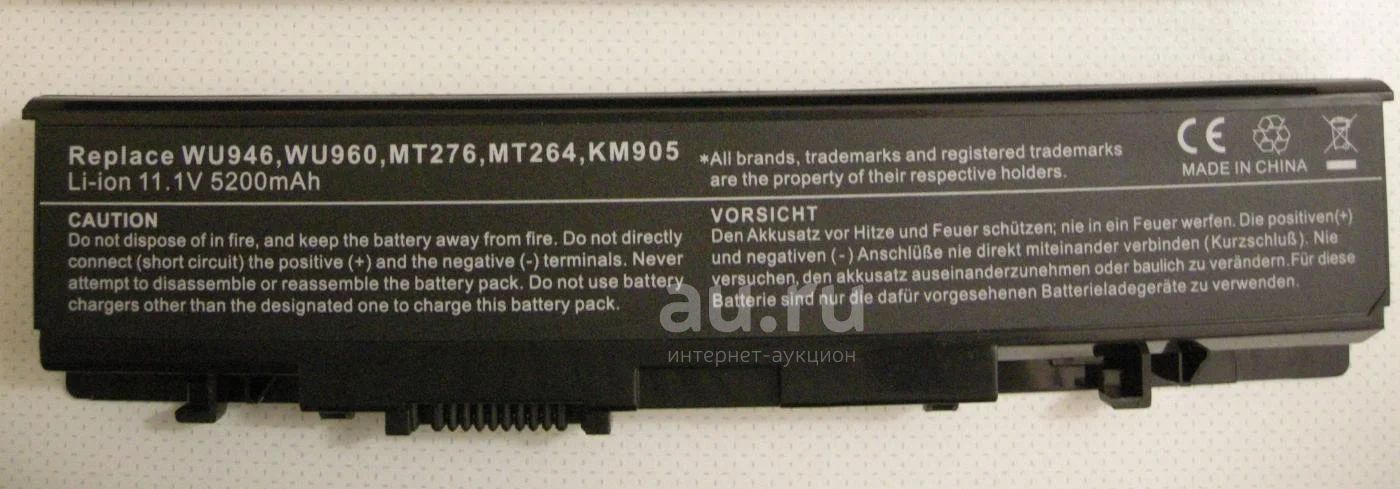 Replace WU946,WU960,MT276,MT264,KM905
Li-ion 11.1V 5200mAh
*All brands, trademarks and registered trademarks
are the property of their respective holders.
CE
MADE IN CHINA
CAUTION
Do not dispose of in fire, and keep the battery away from fire. Do not directly
connect (short circuit) the positive (+) and the negative (-) terminals. Never
attempt to disassemble or reassemble the battery pack. Do not use battery
chargers other than the designated one to charge this battery pack.
VORSICHT
Den Akkusatz vor Hitze und Feuer schützen; nie in ein Feuer werfen. Die positiven(+)
und negativen (-) Anschlüße nie direkt miteinander verbinden (Kurzschluß). Nie
versuchen, den akkusatz auseinanderzunehmen oder baulich zu verändern.Für diese
Batterie sind nur die dafür vorgesehenen Batterieladegeräte zu verwenden.
au.ru
интернет-аукцион